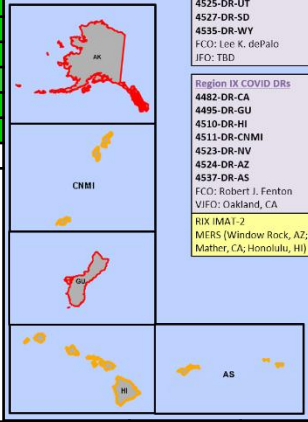 4525-DR-UT
4527-DR-SD
4535-DR-WY
FCO: Lee K. dePalo
JFO: TBD
Region IX COVID DRs
4482-DR-CA
4495-DR-GU
4510-DR-HI
4511-DR-CNMI
4523-DR-NV
4524-DR-AZ
4537-DR-AS
FCO: Robert J. Fenton
VJFO: Oakland, CA
RIX IMAT-2
MERS (Window Rock, AZ;
Mather, CA; Honolulu, HI)
AK
CNMI
GU
HI
AS